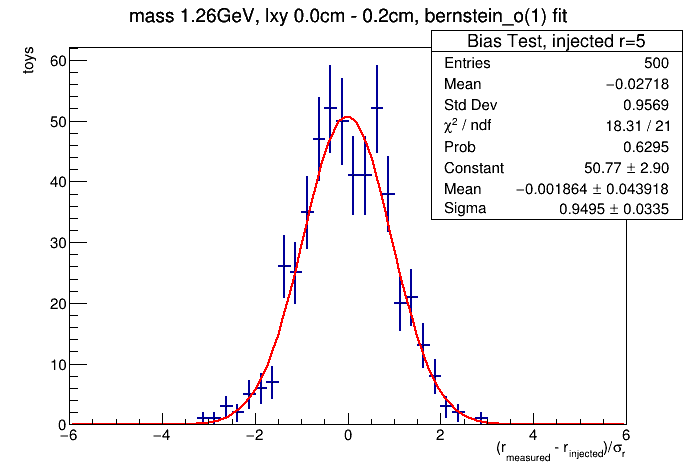 mass 1.26GeV, lxy 0.0cm - 0.2cm, bernstein_o(1) fit
toys
Bias Test, injected r=5
Entries 500
Mean −0.02718
Std Dev 0.9569
χ² / ndf 18.31 / 21
Prob 0.6295
Constant 50.77 ± 2.90
Mean −0.001864 ± 0.043918
Sigma 0.9495 ± 0.0335
60
50
40
30
20
10
0
−6 −4 −2 0 2 4 6
(r_measured - r_injected)/σ_r